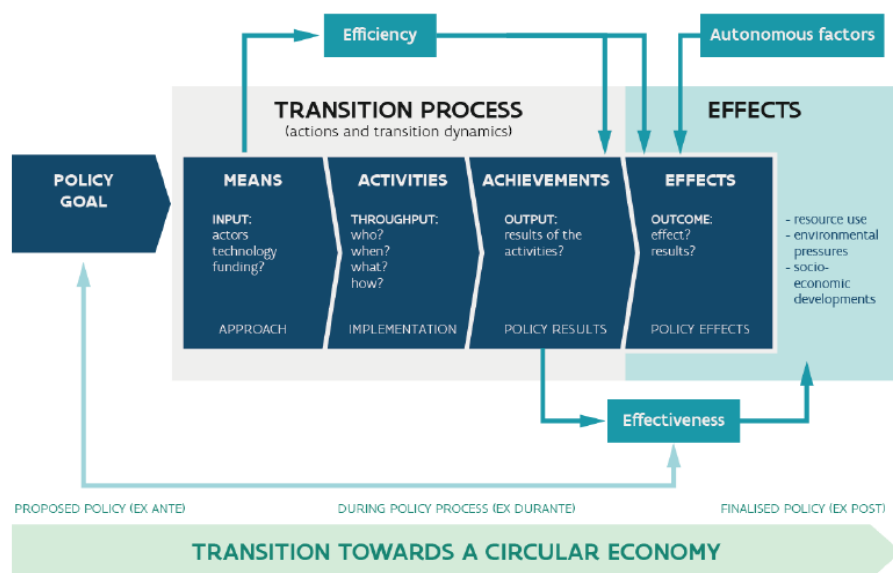 Efficiency
Autonomous factors
TRANSITION PROCESS
(actions and transition dynamics)
EFFECTS
POLICY
GOAL
MEANS
INPUT:
actors
technology
funding?
APPROACH
ACTIVITIES
THROUGHPUT:
who?
when?
what?
how?
IMPLEMENTATION
ACHIEVEMENTS
OUTPUT:
results of the
activities?
POLICY RESULTS
EFFECTS
OUTCOME:
effect?
results?
POLICY EFFECTS
- resource use
- environmental
pressures
- socio-
economic
developments
Effectiveness
PROPOSED POLICY (EX ANTE)
DURING POLICY PROCESS (EX DURANTE)
FINALISED POLICY (EX POST)
TRANSITION TOWARDS A CIRCULAR ECONOMY